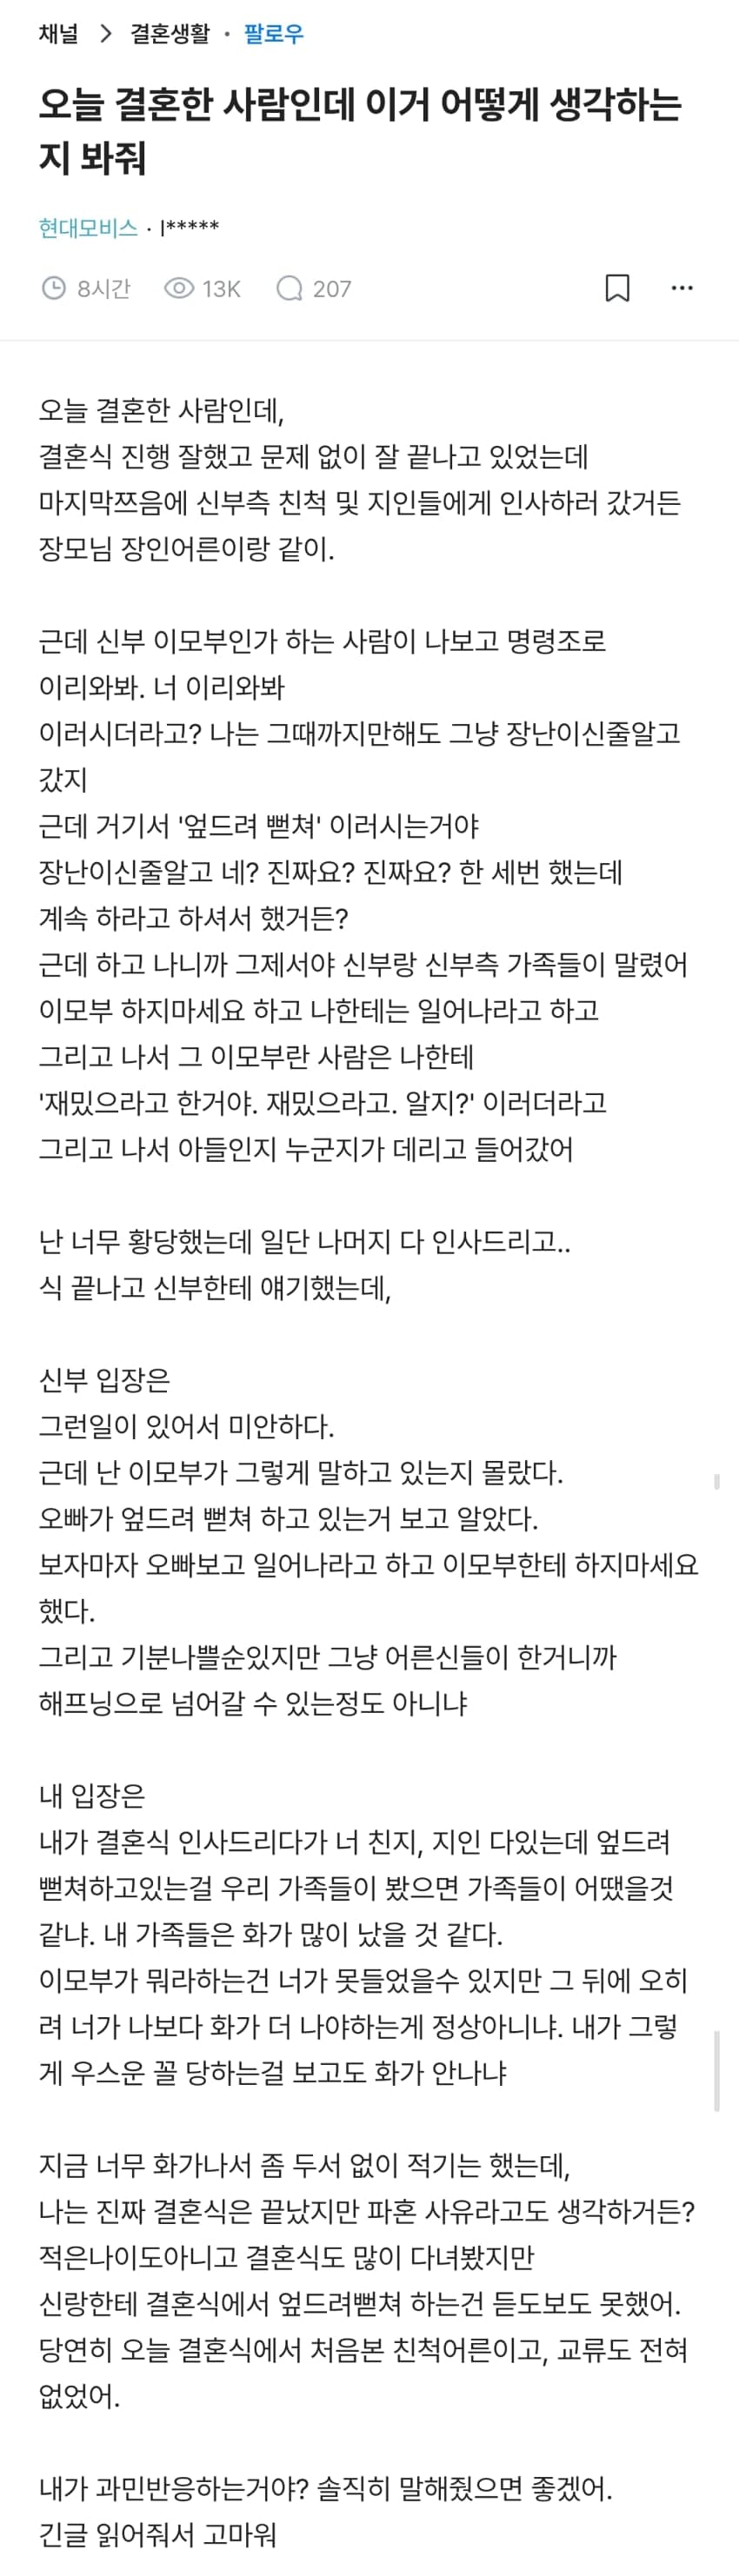 채널 > 결혼생활 · 팔로우
오늘 결혼한 사람인데 이거 어떻게 생각하는
지 봐줘
현대모비스 · l*****
8시간 13K 207
오늘 결혼한 사람인데,
결혼식 진행 잘했고 문제 없이 잘 끝나고 있었는데
마지막쯔음에 신부측 친척 및 지인들에게 인사하러 갔거든
장모님 장인어른이랑 같이.
근데 신부 이모부인가 하는 사람이 나보고 명령조로
이리와봐. 너 이리와봐
이러시더라고? 나는 그때까지만해도 그냥 장난이신줄알고
갔지
근데 거기서 '엎드려 뻗쳐' 이러시는거야
장난이신줄알고 네? 진짜요? 진짜요? 한 세번 했는데
계속 하라고 하셔서 했거든?
근데 하고 나니까 그제서야 신부랑 신부측 가족들이 말렸어
이모부 하지마세요 하고 나한테는 일어나라고 하고
그리고 나서 그 이모부란 사람은 나한테
'재밌으라고 한거야. 재밌으라고. 알지?' 이러더라고
그리고 나서 아들인지 누군지가 데리고 들어갔어
난 너무 황당했는데 일단 나머지 다 인사드리고..
식 끝나고 신부한테 얘기했는데,
신부 입장은
그런일이 있어서 미안하다.
근데 난 이모부가 그렇게 말하고 있는지 몰랐다.
오빠가 엎드려 뻗쳐 하고 있는거 보고 알았다.
보자마자 오빠보고 일어나라고 하고 이모부한테 하지마세요
했다.
그리고 기분나쁠순있지만 그냥 어른신들이 한거니까
해프닝으로 넘어갈 수 있는정도 아니냐
내 입장은
내가 결혼식 인사드리다가 너 친지, 지인 다있는데 엎드려
뻗쳐하고있는걸 우리 가족들이 봤으면 가족들이 어땠을것
같냐. 내 가족들은 화가 많이 났을 것 같다.
이모부가 뭐라하는건 너가 못들었을수 있지만 그 뒤에 오히
려 너가 나보다 화가 더 나야하는게 정상아니냐. 내가 그렇
게 우스운 꼴 당하는걸 보고도 화가 안나냐
지금 너무 화가나서 좀 두서 없이 적기는 했는데,
나는 진짜 결혼식은 끝났지만 파혼 사유라고도 생각하거든?
적은나이도아니고 결혼식도 많이 다녀봤지만
신랑한테 결혼식에서 엎드려뻗쳐 하는건 듣도보도 못했어.
당연히 오늘 결혼식에서 처음본 친척어른이고, 교류도 전혀
없었어.
내가 과민반응하는거야? 솔직히 말해줬으면 좋겠어.
긴글 읽어줘서 고마워